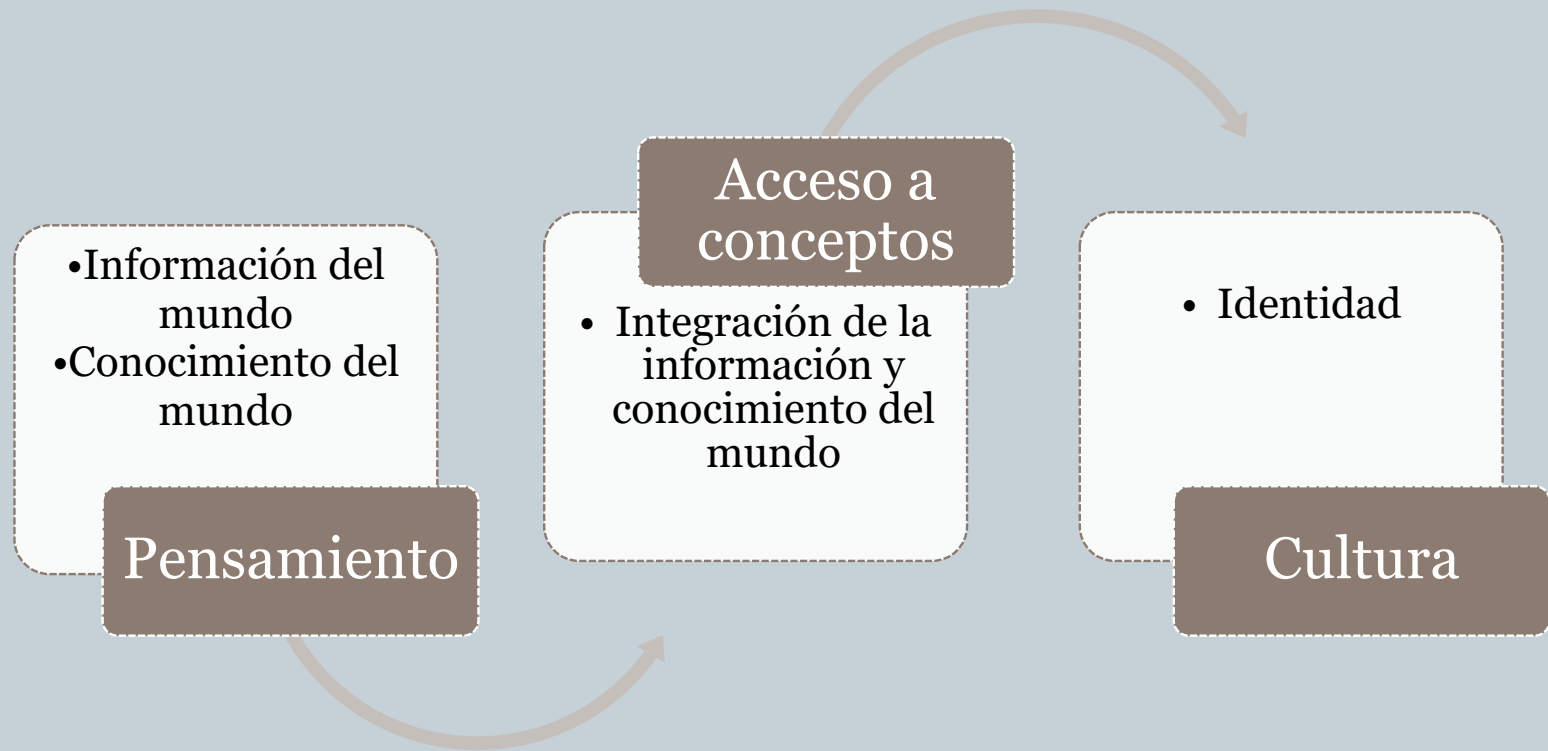 •Información del
mundo
•Conocimiento del
mundo
Pensamiento
Acceso a
conceptos
• Integración de la
información y
conocimiento del
mundo
• Identidad
Cultura